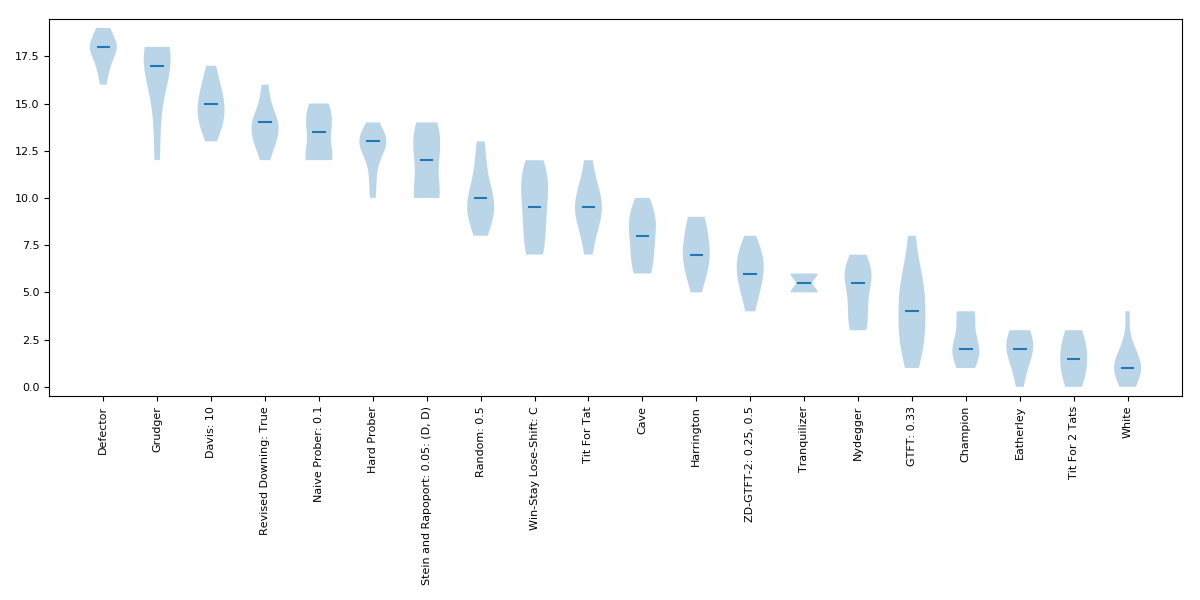 17.5
15.0
12.5
10.0
7.5
5.0
2.5
0.0
Defector
Grudger
Davis: 10
Revised Downing: True
Naive Prober: 0.1
Hard Prober
Stein and Rapoport: 0.05: (D, D)
Random: 0.5
Win-Stay Lose-Shift: C
Tit For Tat
Cave
Harrington
ZD-GTFT-2: 0.25, 0.5
Tranquilizer
Nydegger
GTFT: 0.33
Champion
Eatherley
Tit For 2 Tats
White